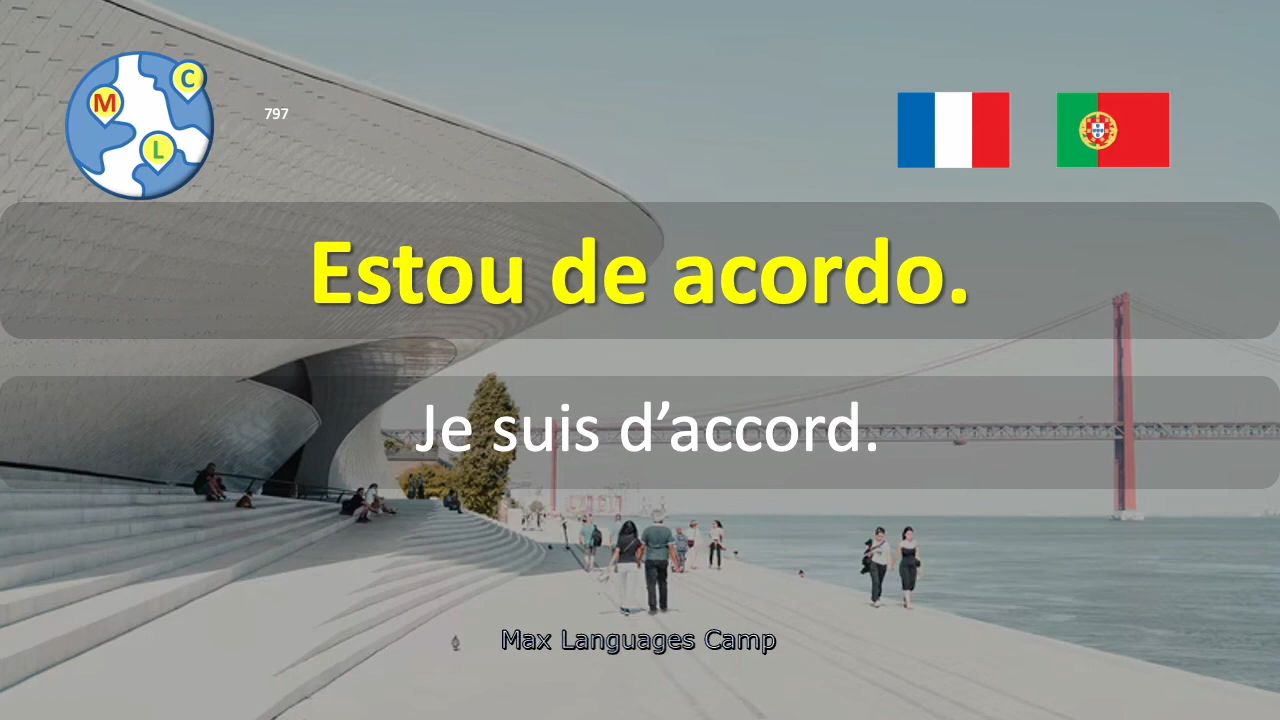 C
M
797
L
Estou de acordo.
Je suis d’accord.
Max Languages Camp